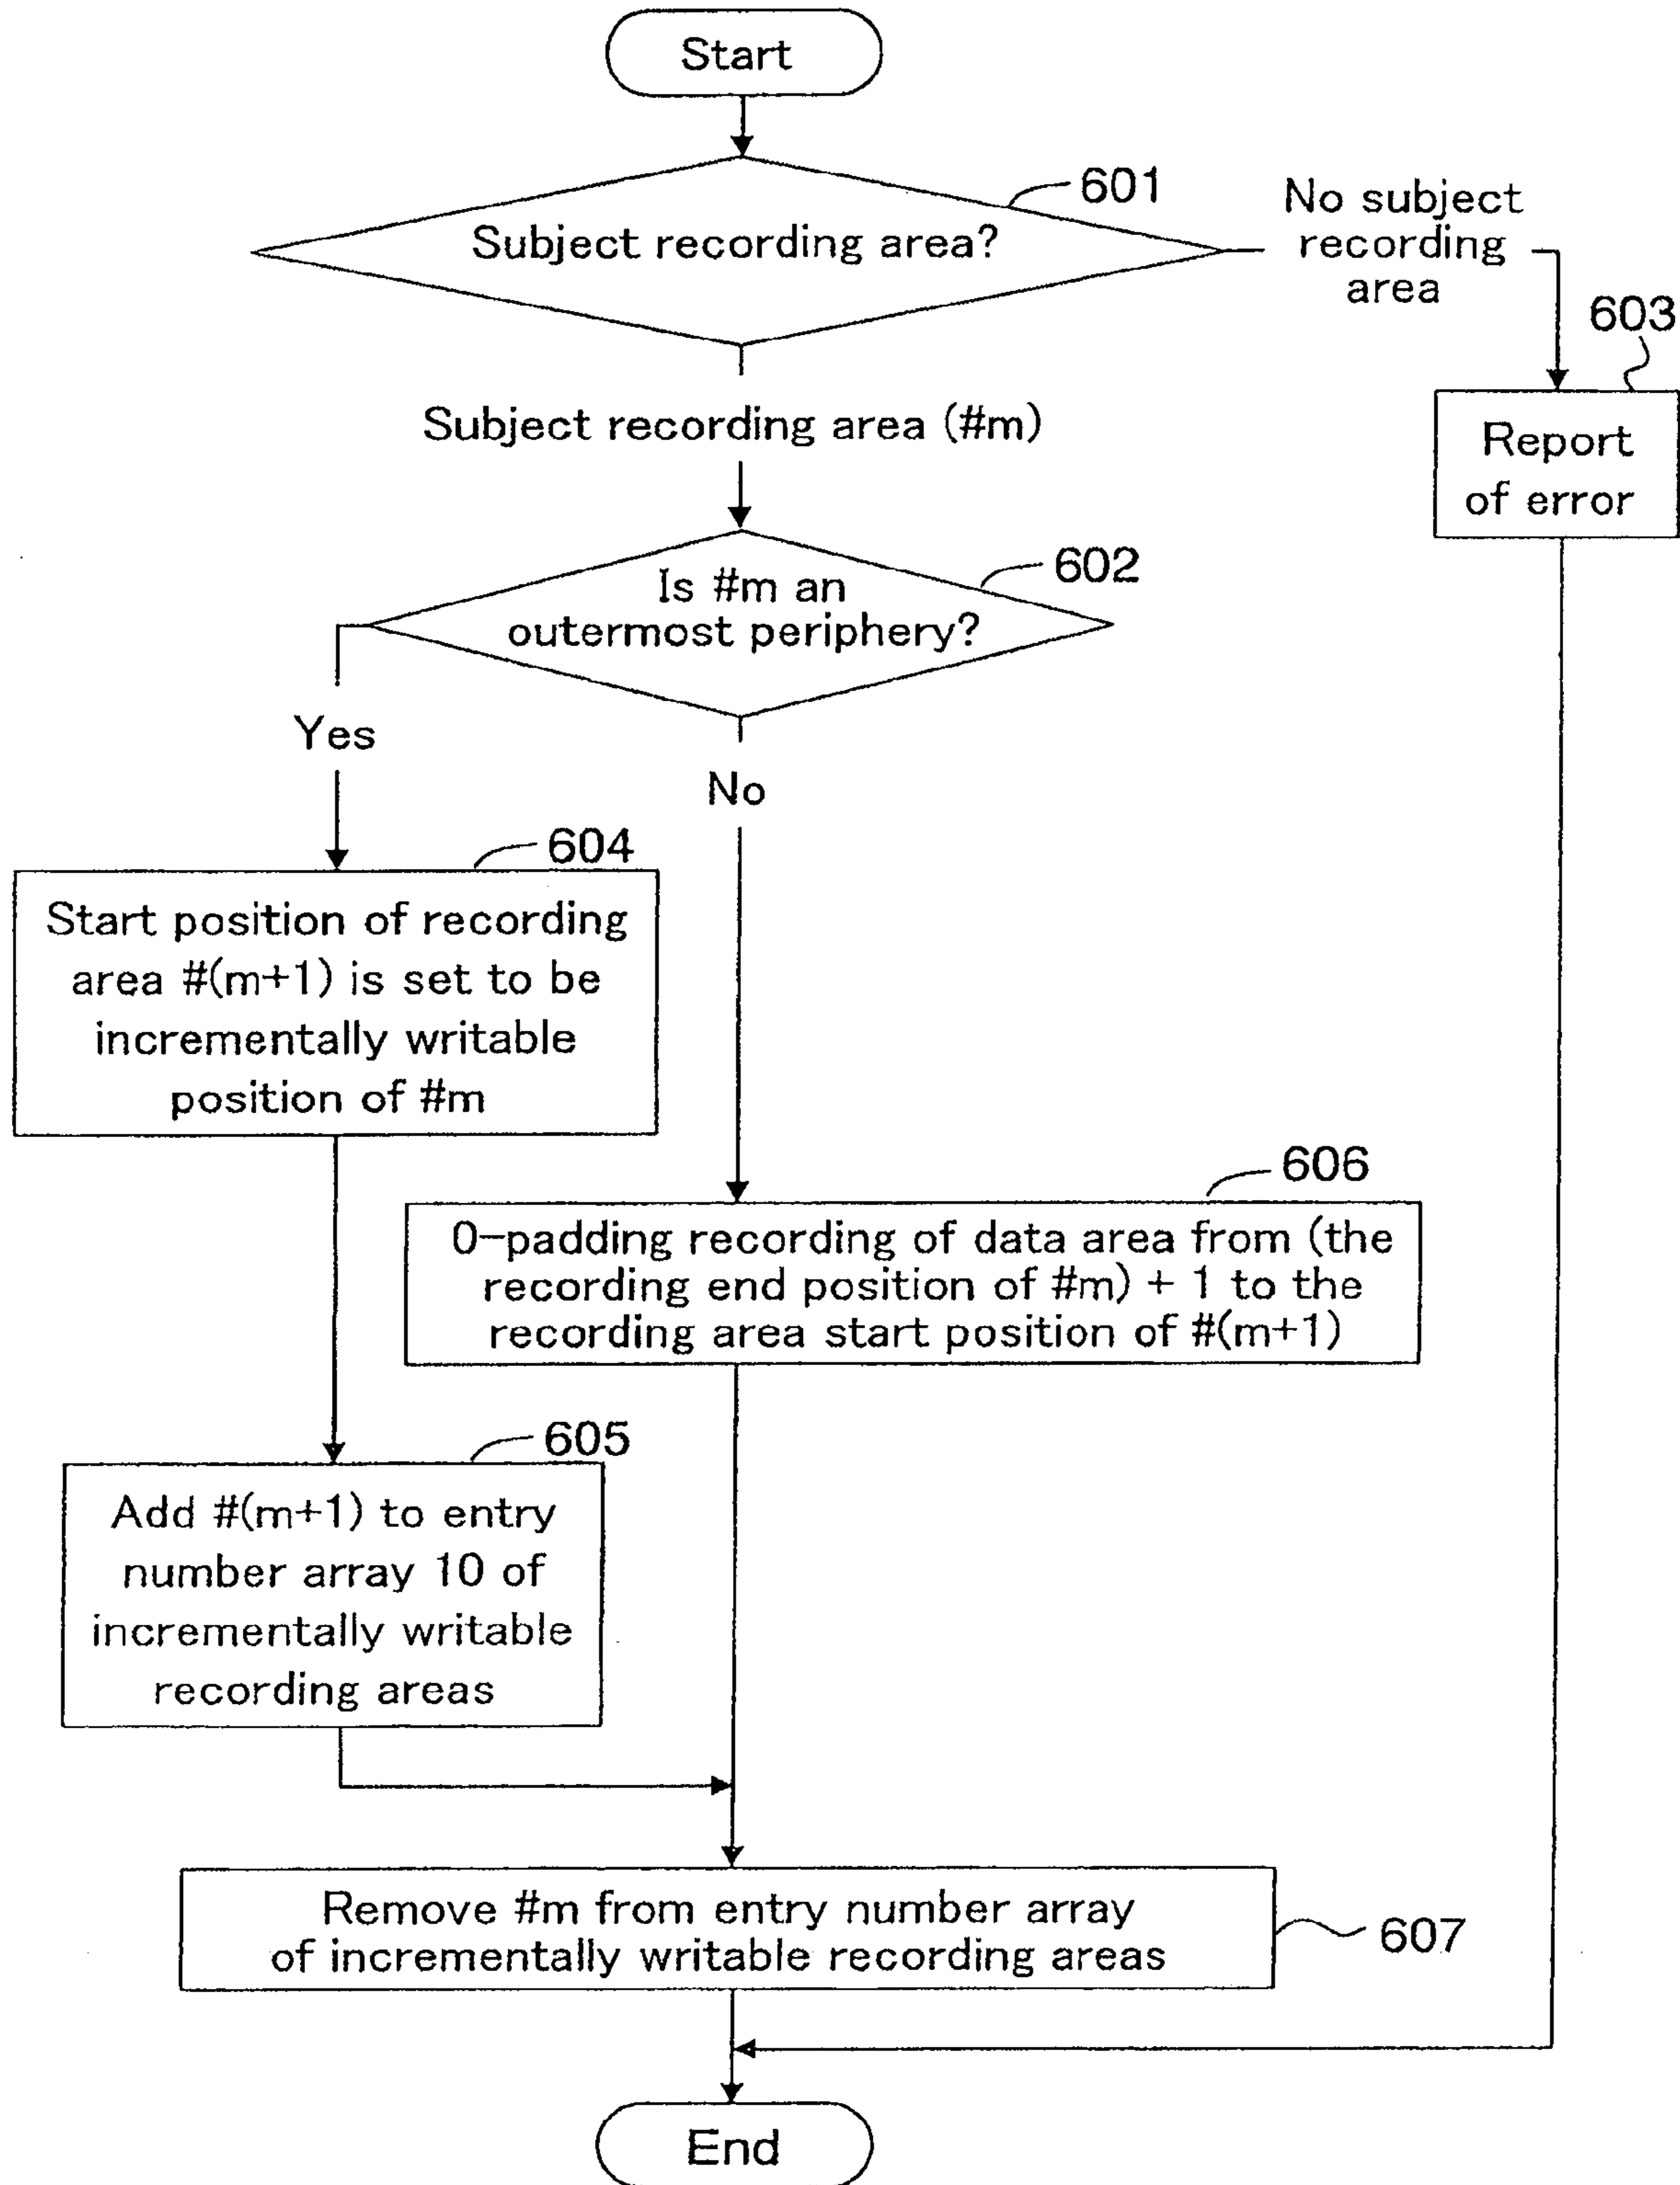 Start
601
Subject recording area?
No subject
recording
area
603
Report
of error
Subject recording area (#m)
602
Is #m an
outermost periphery?
Yes
No
604
Start position of recording
area #(m+1) is set to be
incrementally writable
position of #m
606
0-padding recording of data area from (the
recording end position of #m) + 1 to the
recording area start position of #(m+1)
605
Add #(m+1) to entry
number array 10 of
incrementally writable
recording areas
Remove #m from entry number array
of incrementally writable recording areas
607
End